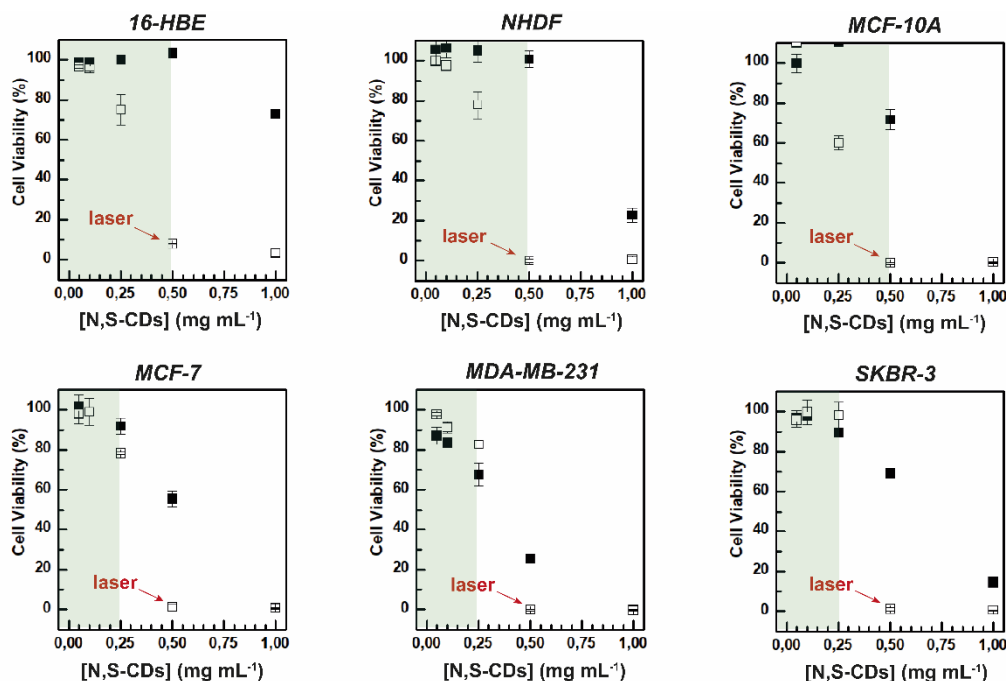 16-HBE
NHDF
MCF-10A
Cell Viability (%)
100
80
60
40
20
0
laser
0,00 0,25 0,50 0,75 1,00
[N,S-CDs] (mg mL⁻¹)
Cell Viability (%)
100
80
60
40
20
0
laser
0,00 0,25 0,50 0,75 1,00
[N,S-CDs] (mg mL⁻¹)
Cell Viability (%)
100
80
60
40
20
0
laser
0,00 0,25 0,50 0,75 1,00
[N,S-CDs] (mg mL⁻¹)
MCF-7
MDA-MB-231
SKBR-3
Cell Viability (%)
100
80
60
40
20
0
laser
0,00 0,25 0,50 0,75 1,00
[N,S-CDs] (mg mL⁻¹)
Cell Viability (%)
100
80
60
40
20
0
laser
0,00 0,25 0,50 0,75 1,00
[N,S-CDs] (mg mL⁻¹)
Cell Viability (%)
100
80
60
40
20
0
laser
0,00 0,25 0,50 0,75 1,00
[N,S-CDs] (mg mL⁻¹)